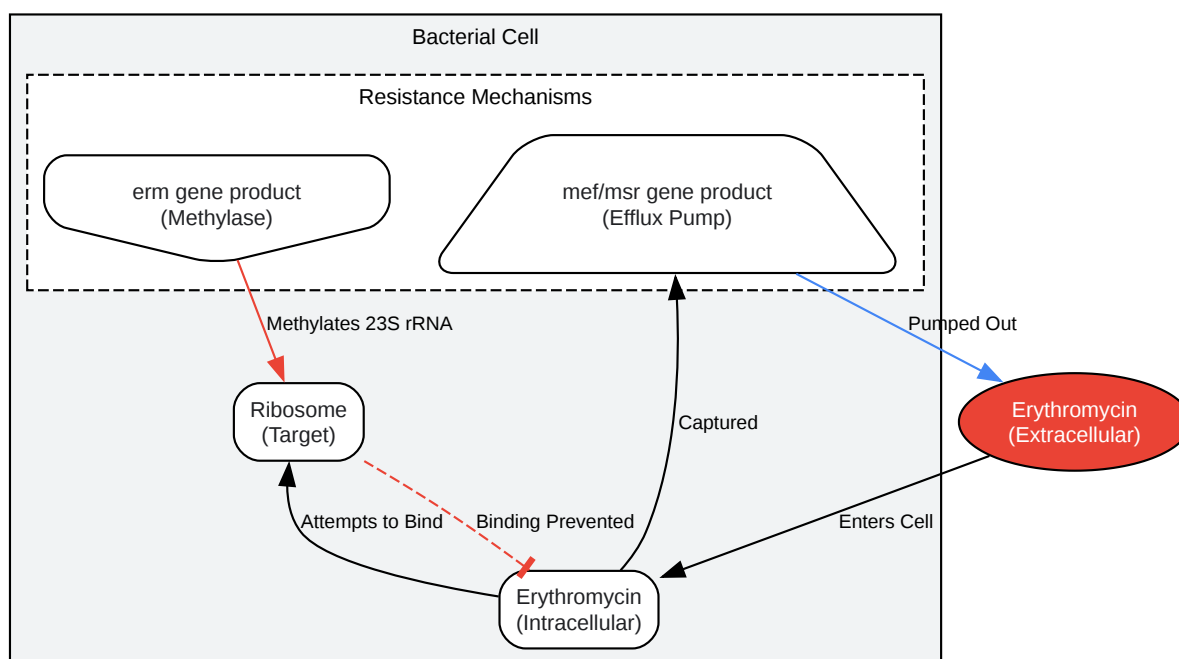 Bacterial Cell
Resistance Mechanisms
erm gene product
(Methylase)
mef/msr gene product
(Efflux Pump)
Methylates 23S rRNA
Pumped Out
Ribosome
(Target)
Captured
Erythromycin
(Extracellular)
Attempts to Bind
Binding Prevented
Enters Cell
Erythromycin
(Intracellular)